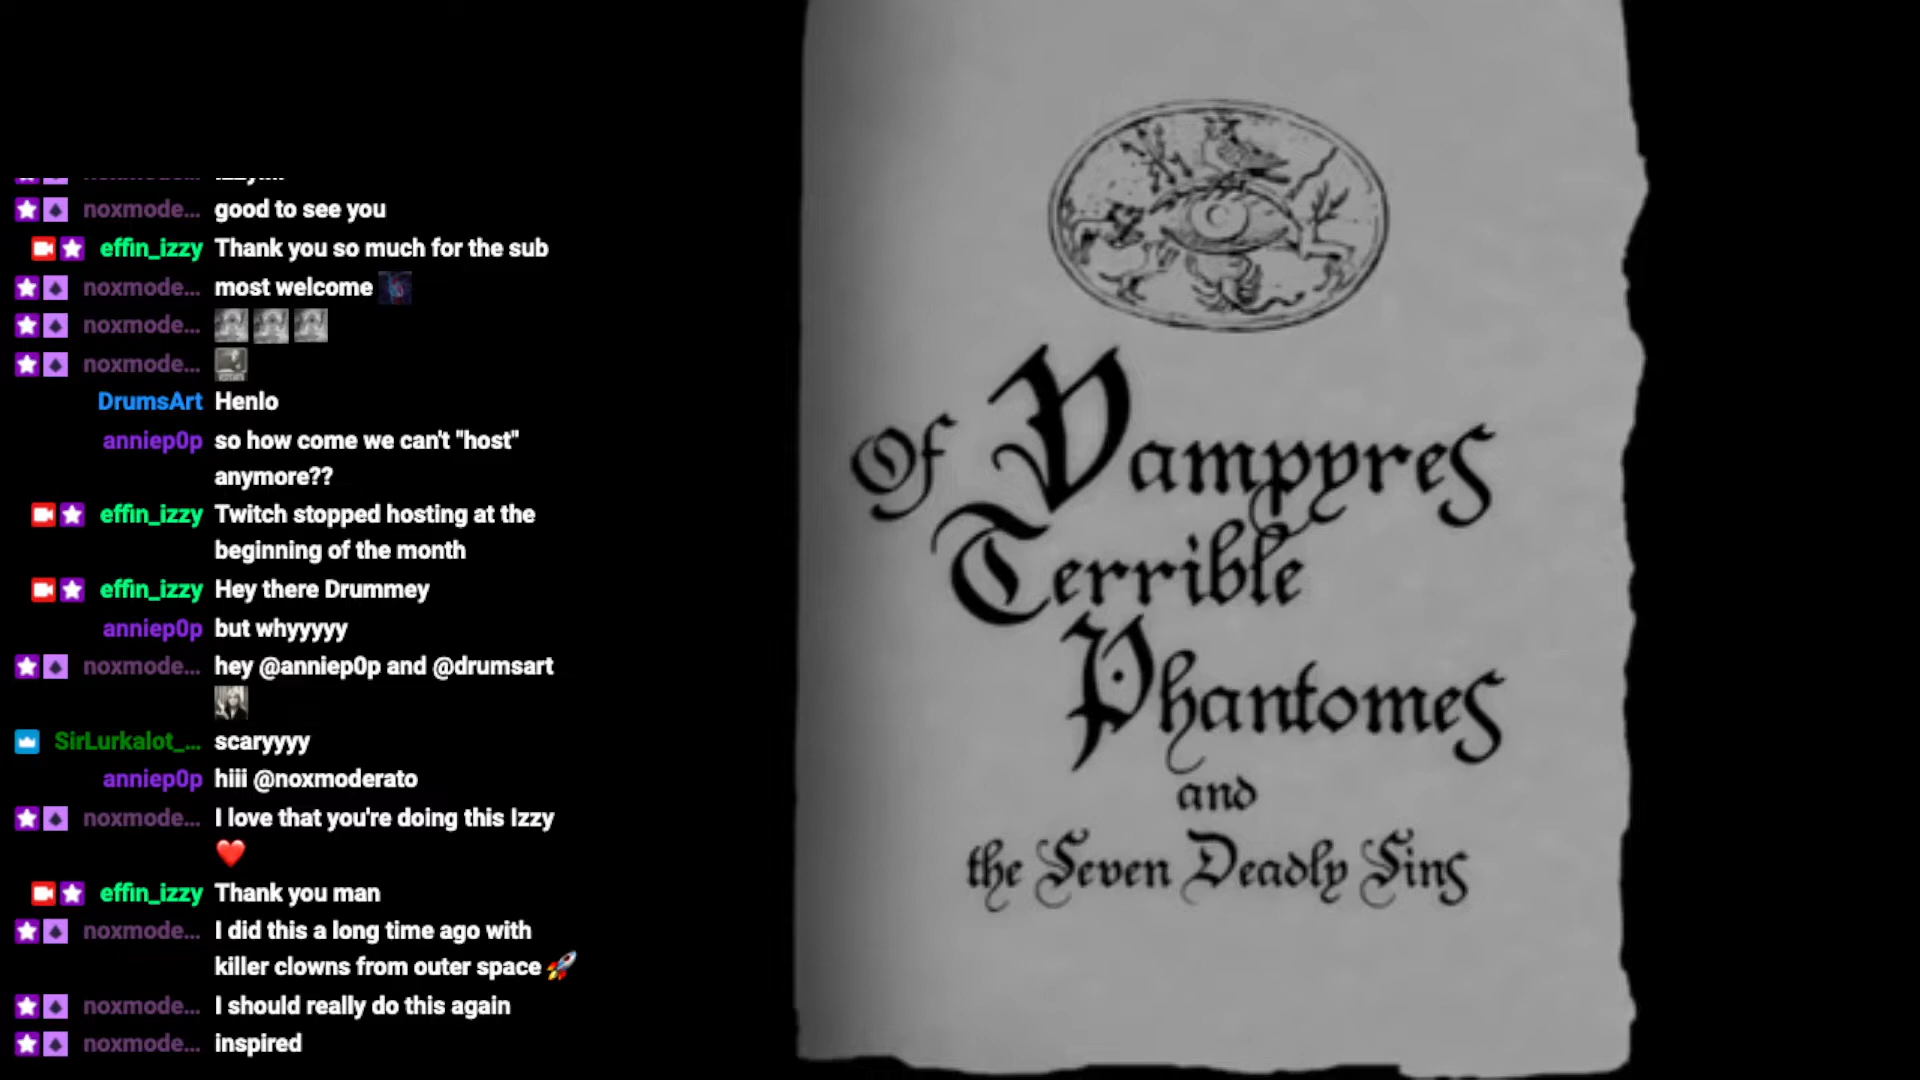 noxmode... good to see you
effin_izzy Thank you so much for the sub
noxmode... most welcome
noxmode...
noxmode...
DrumsArt Henlo
anniep0p so how come we can't "host"
anymore??
effin_izzy Twitch stopped hosting at the
beginning of the month
effin_izzy Hey there Drummey
anniep0p but whyyyyy
noxmode... hey @anniep0p and @drumsart
SirLurkalot_... scaryyyy
anniep0p hiii @noxmoderato
noxmode... I love that you're doing this Izzy
❤️
effin_izzy Thank you man
noxmode... I did this a long time ago with
killer clowns from outer space 🚀
noxmode... I should really do this again
noxmode... inspired
Of Vampyres
Terrible
Phantomes
and
the Seven Deadly Sins